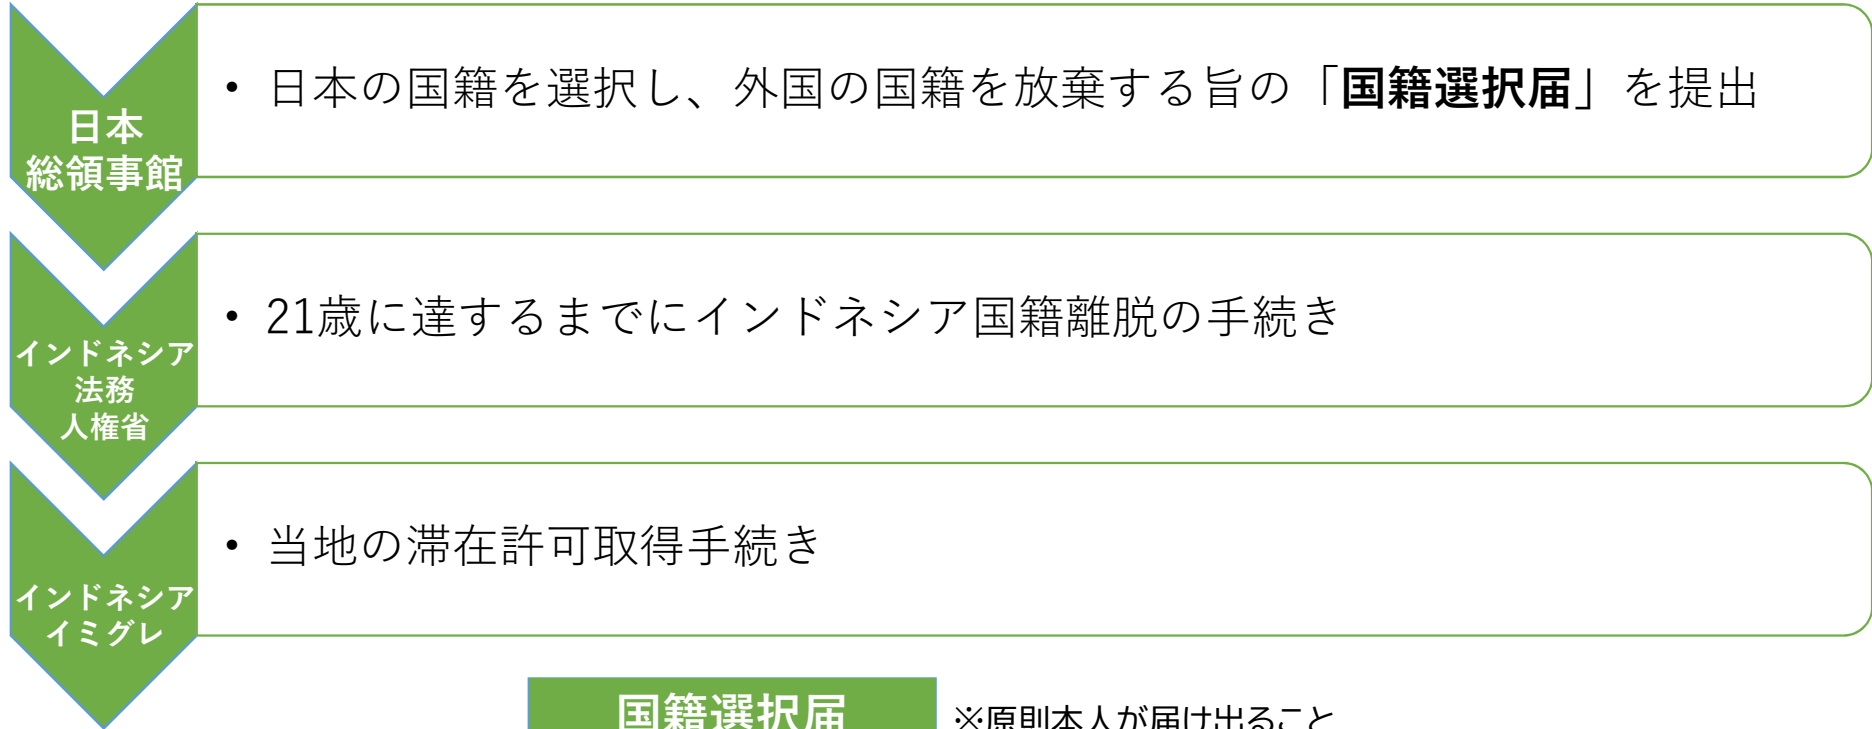 日本
総領事館
• 日本の国籍を選択し、外国の国籍を放棄する旨の「国籍選択届」を提出
インドネシア
法務
人権省
• 21歳に達するまでにインドネシア国籍離脱の手続き
インドネシア
イミグレ
• 当地の滞在許可取得手続き
国籍選択届
※原則本人が届け出ること